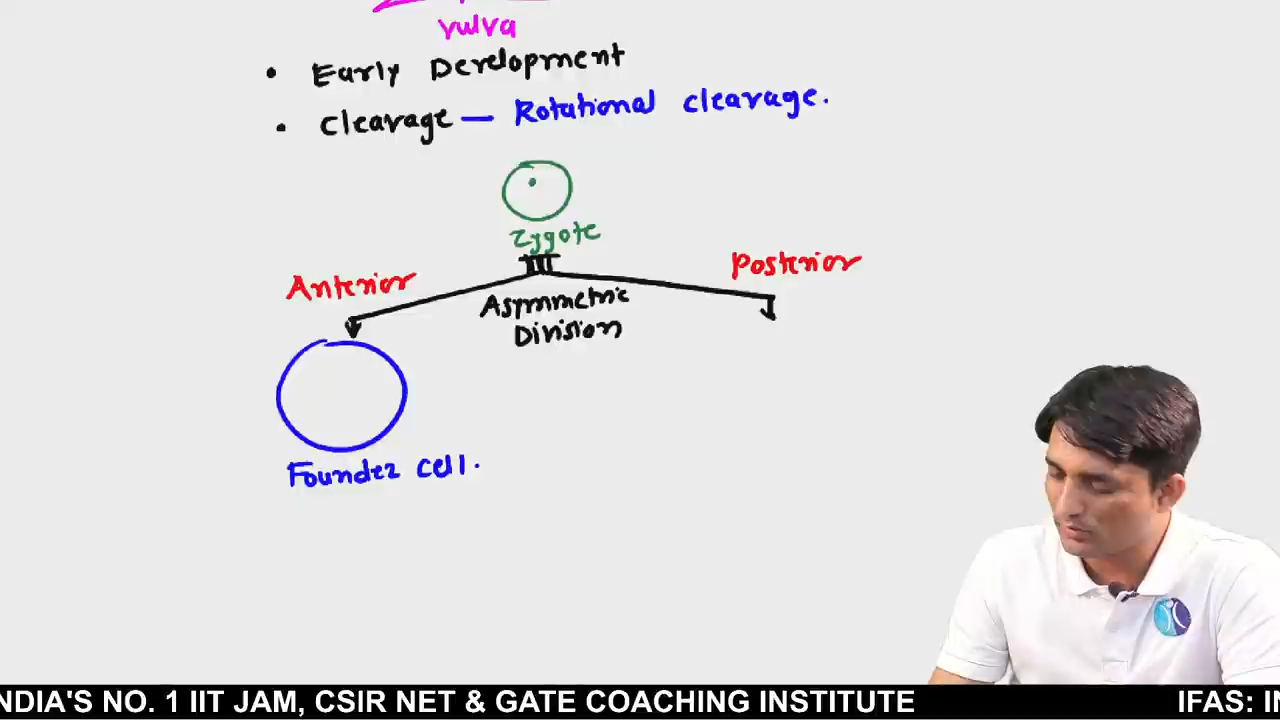 vulva
• Early Development
• Cleavage — Rotational cleavage.
Zygote
Anterior
Posterior
Asymmetric
Division
Founder cell.
NDIA'S NO. 1 IIT JAM, CSIR NET & GATE COACHING INSTITUTE
IFAS: I